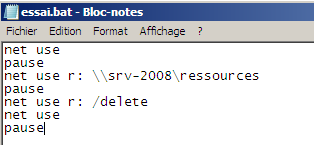 essai.bat - Bloc-notes
Fichier Edition Format Affichage ?
net use
pause
net use r: \\srv-2008\ressources
pause
net use r: /delete
net use
pause